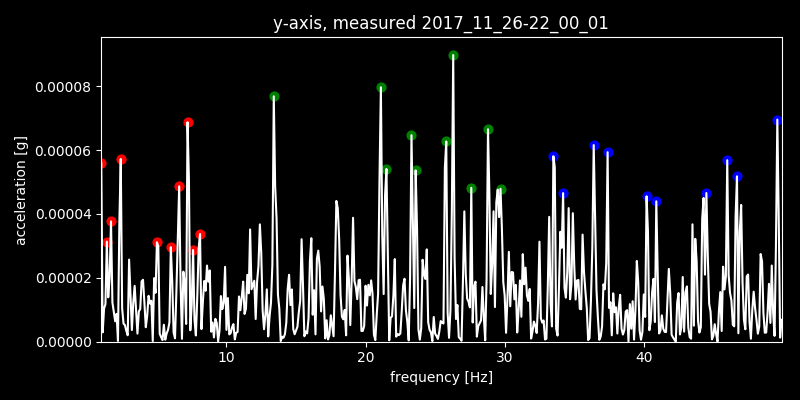 y-axis, measured 2017_11_26-22_00_01
0.00008
0.00006
0.00004
0.00002
0.00000
acceleration [g]
10 20 30 40
frequency [Hz]